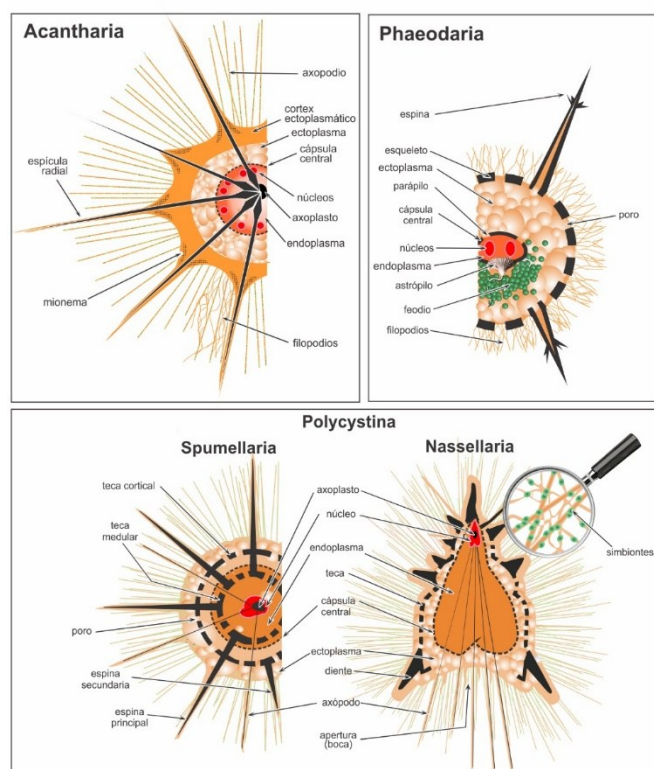 Acantharia
axopodio
cortex
ectoplasmático
ectoplasma
cápsula
central
espícula
radial
núcleos
axoplasto
endoplasma
mionema
filopodios
Phaeodaria
espina
esqueleto
ectoplasma
parápilo
poro
cápsula
central
núcleos
endoplasma
astrópilo
feodio
filopodios
Polycystina
Spumellaria
Nassellaria
teca cortical
teca
medular
poro
espina
secundaria
espina
principal
axoplasto
núcleo
endoplasma
teca
cápsula
central
ectoplasma
diente
axópodo
apertura
(boca)
simbiontes